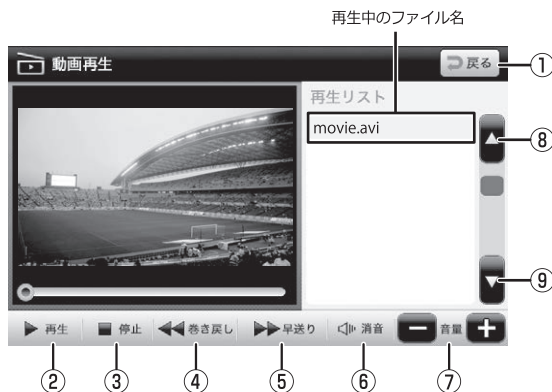 再生中のファイル名
動画再生
戻る
①
再生リスト
movie.avi
⑧
⑨
再生
停止
巻き戻し
早送り
消音
音量
②
③
④
⑤
⑥
⑦